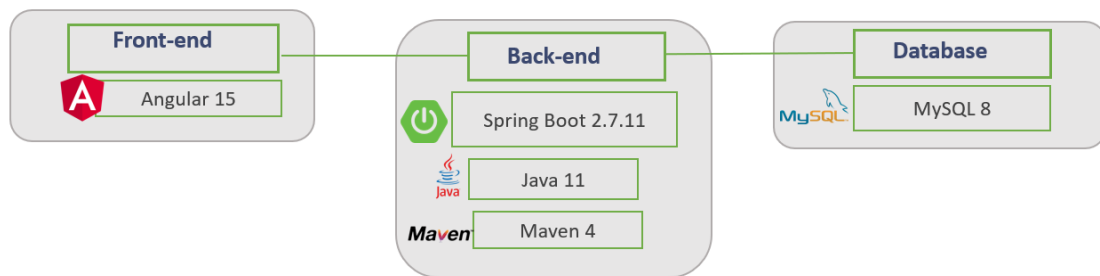 Front-end
Angular 15
Back-end
Spring Boot 2.7.11
Java
Java 11
Maven
Maven 4
Database
MySQL
MySQL 8